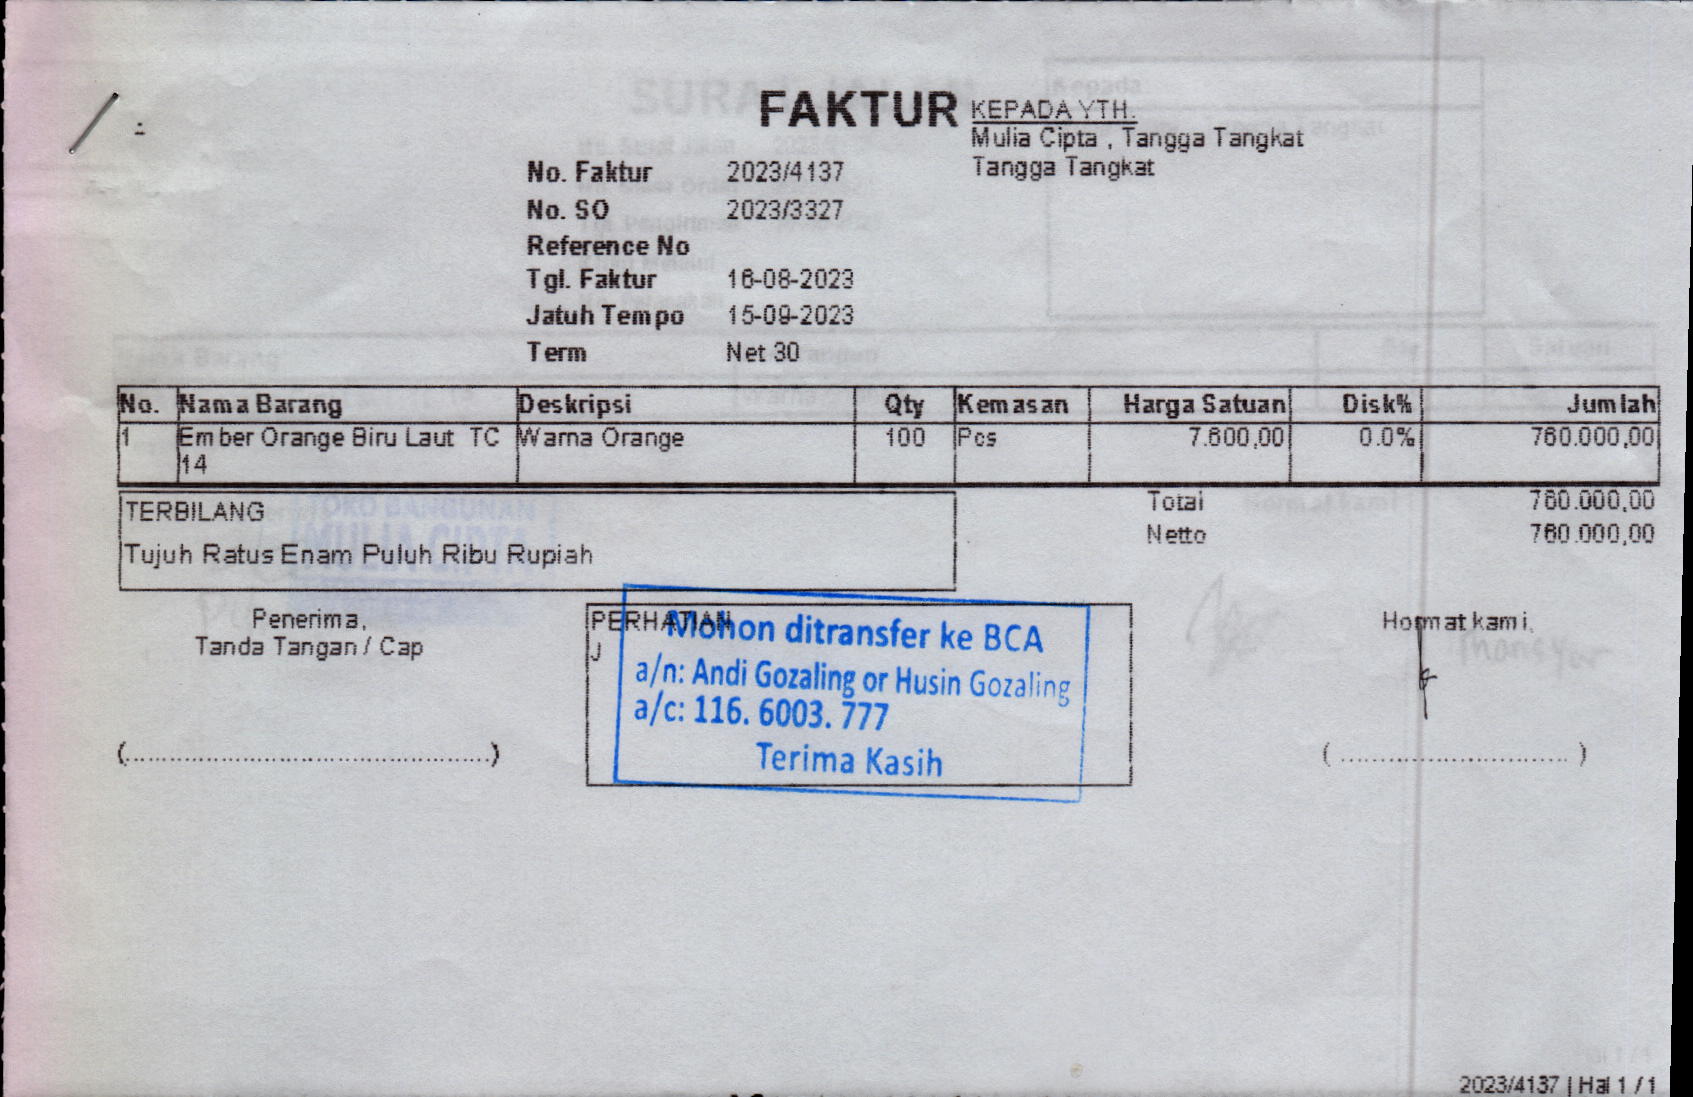 FAKTUR
KEPADA YTH.
Mulia Cipta , Tangga Tangkat
Tangga Tangkat
No. Faktur 2023/4137
No. SO 2023/3327
Reference No
Tgl. Faktur 16-08-2023
Jatuh Tempo 15-09-2023
Term Net 30
No. Nama Barang Deskripsi Qty Kemasan Harga Satuan Disk% Jumlah
1 Ember Orange Biru Laut TC Warna Orange 100 Pcs 7.600,00 0.0% 760.000,00
14
TERBILANG
Tujuh Ratus Enam Puluh Ribu Rupiah
Total 760.000,00
Netto 760.000,00
Penerima,
Tanda Tangan / Cap
(................................................)
PERHATIAN
J
Mohon ditransfer ke BCA
a/n: Andi Gozaling or Husin Gozaling
a/c: 116. 6003. 777
Terima Kasih
Hormat kami,
(..............................)
2023/4137 | Hal 1 / 1